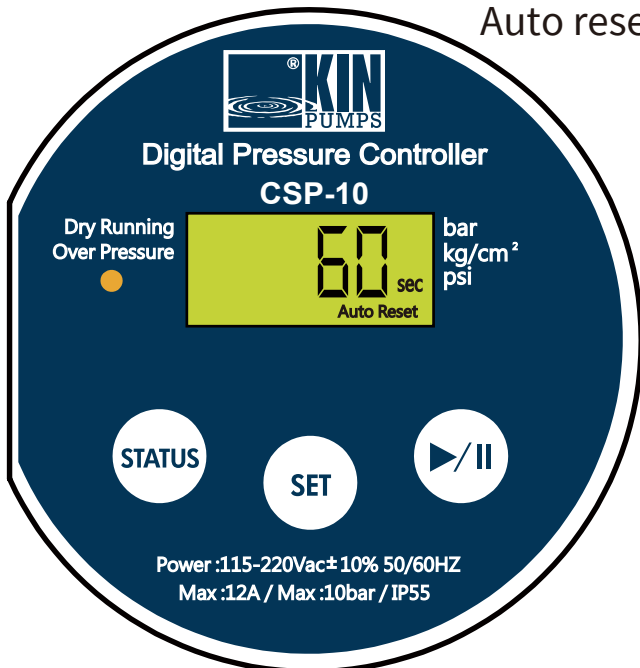 Auto rese
® KIN
PUMPS
Digital Pressure Controller
CSP-10
Dry Running
Over Pressure
60 sec
Auto Reset
bar
kg/cm²
psi
STATUS
SET
▶/II
Power :115-220Vac±10% 50/60HZ
Max :12A / Max :10bar / IP55